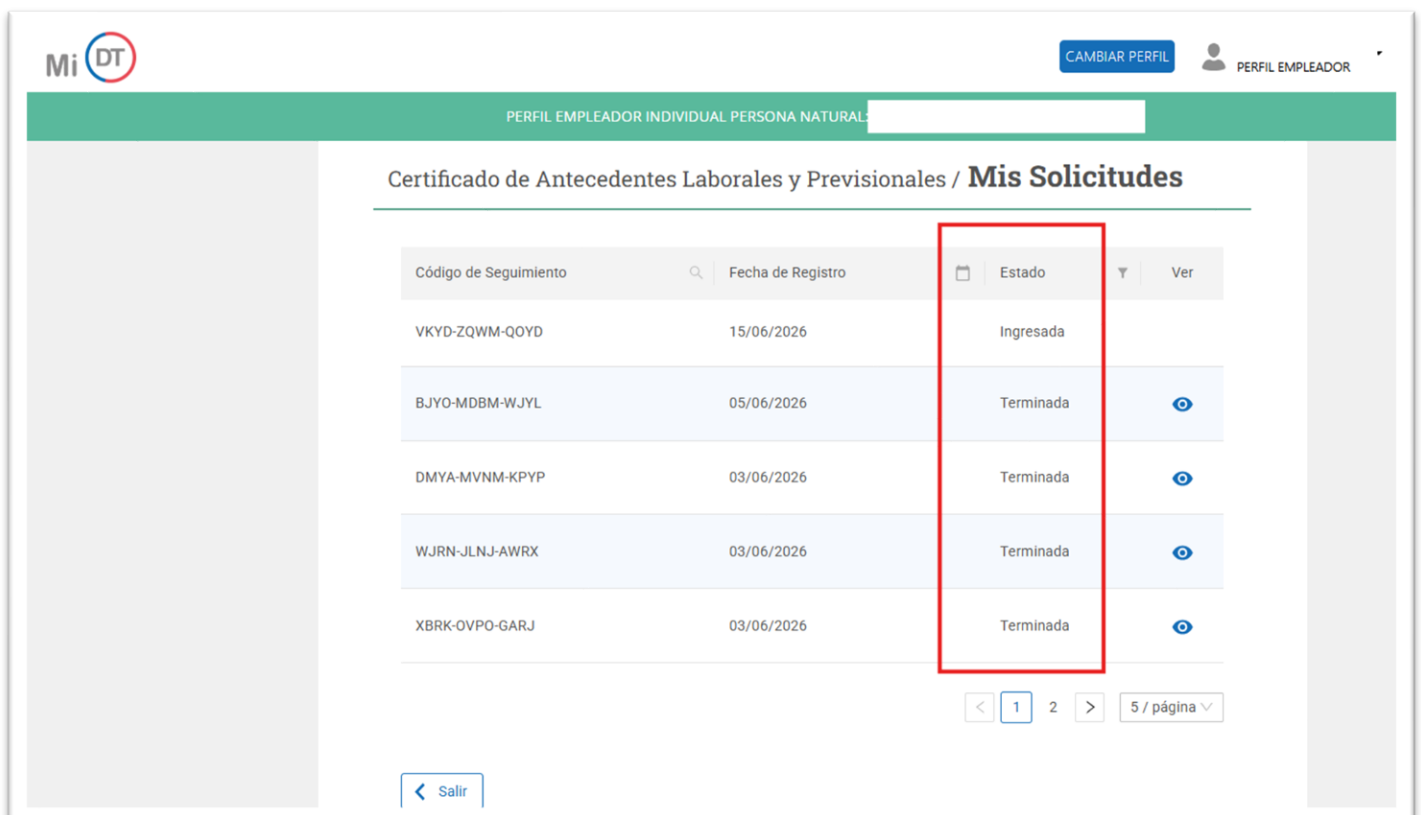 Mi DT
CAMBIAR PERFIL
PERFIL EMPLEADOR
PERFIL EMPLEADOR INDIVIDUAL PERSONA NATURAL:
Certificado de Antecedentes Laborales y Previsionales / Mis Solicitudes
Código de Seguimiento Fecha de Registro Estado Ver
VKYD-ZQWM-QOYD 15/06/2026 Ingresada
BJYO-MDBM-WJYL 05/06/2026 Terminada
DMYA-MVNM-KPYP 03/06/2026 Terminada
WJRN-JLNJ-AWRX 03/06/2026 Terminada
XBRK-OVPO-GARJ 03/06/2026 Terminada
< 1 2 > 5 / página
Salir